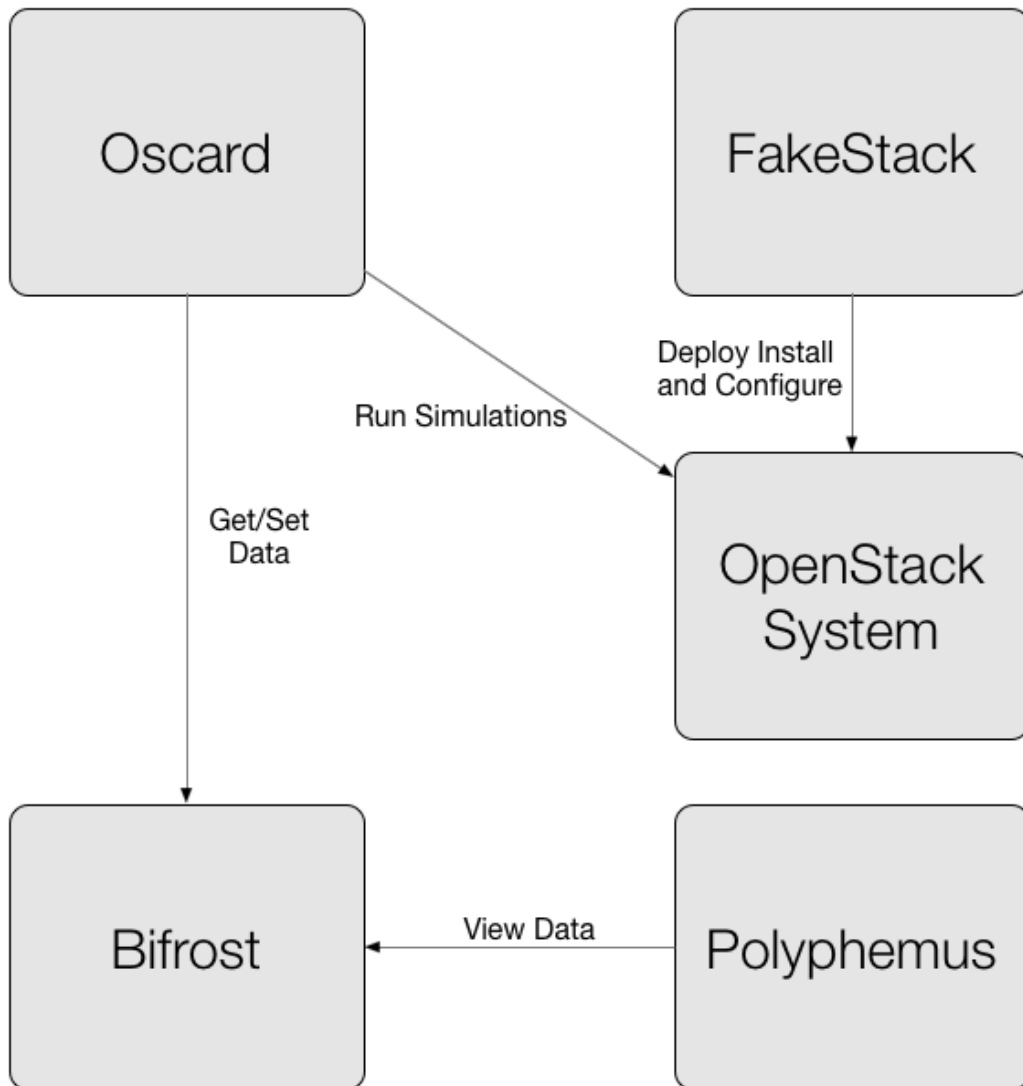 Oscard
FakeStack
Deploy Install
and Configure
Run Simulations
Get/Set
Data
OpenStack
System
Bifrost
View Data
Polyphemus